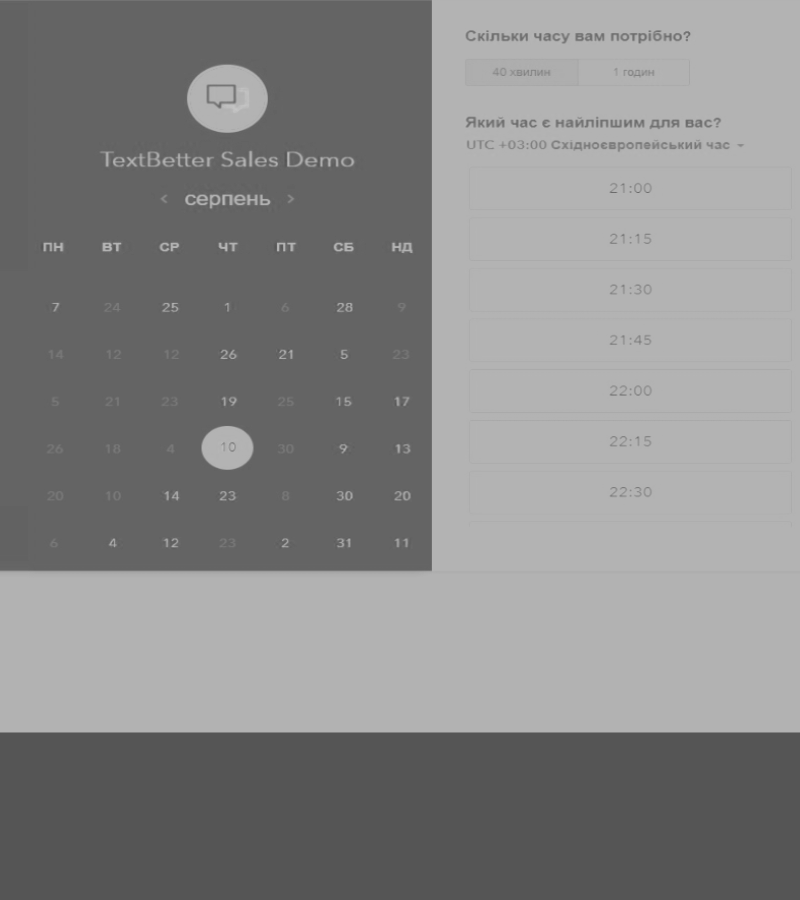 TextBetter Sales Demo
< серпень >
ПН ВТ СР ЧТ ПТ СБ НД
7 24 25 1 6 28 9
14 12 12 26 21 5 23
5 21 23 19 25 15 17
26 18 4 10 30 9 13
20 10 14 23 8 30 20
6 4 12 23 2 31 11
Скільки часу вам потрібно?
40 хвилин 1 годин
Який час є найліпшим для вас?
UTC +03:00 Східноєвропейський час
21:00
21:15
21:30
21:45
22:00
22:15
22:30